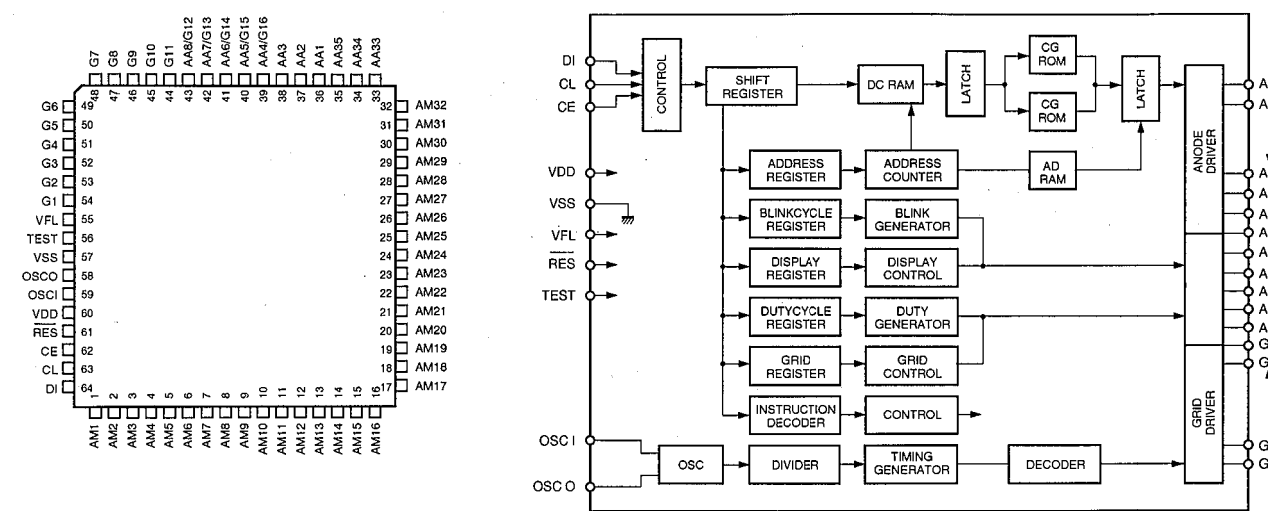 G7
G8
G9
G10
G11
AA8/G12
AA7/G13
AA6/G14
AA5/G15
AA4/G16
AA3
AA2
AA1
AA35
AA34
AA33
48 47 46 45 44 43 42 41 40 39 38 37 36 35 34 33
G6 49
G5 50
G4 51
G3 52
G2 53
G1 54
VFL 55
TEST 56
VSS 57
OSCO 58
OSCI 59
VDD 60
RES 61
CE 62
CL 63
DI 64
32 AM32
31 AM31
30 AM30
29 AM29
28 AM28
27 AM27
26 AM26
25 AM25
24 AM24
23 AM23
22 AM22
21 AM21
20 AM20
19 AM19
18 AM18
17 AM17
1 2 3 4 5 6 7 8 9 10 11 12 13 14 15 16
AM1
AM2
AM3
AM4
AM5
AM6
AM7
AM8
AM9
AM10
AM11
AM12
AM13
AM14
AM15
AM16
DI
CL
CE
VDD
VSS
VFL
RES
TEST
OSC I
OSC O
CONTROL
SHIFT
REGISTER
DC RAM
LATCH
CG
ROM
CG
ROM
LATCH
ADDRESS
REGISTER
ADDRESS
COUNTER
AD
RAM
BLINKCYCLE
REGISTER
BLINK
GENERATOR
DISPLAY
REGISTER
DISPLAY
CONTROL
DUTYCYCLE
REGISTER
DUTY
GENERATOR
GRID
REGISTER
GRID
CONTROL
INSTRUCTION
DECODER
CONTROL
OSC
DIVIDER
TIMING
GENERATOR
DECODER
ANODE
DRIVER
GRID
DRIVER
A
A
A
A
A
A
A
A
A
A
A
G
G
G
G